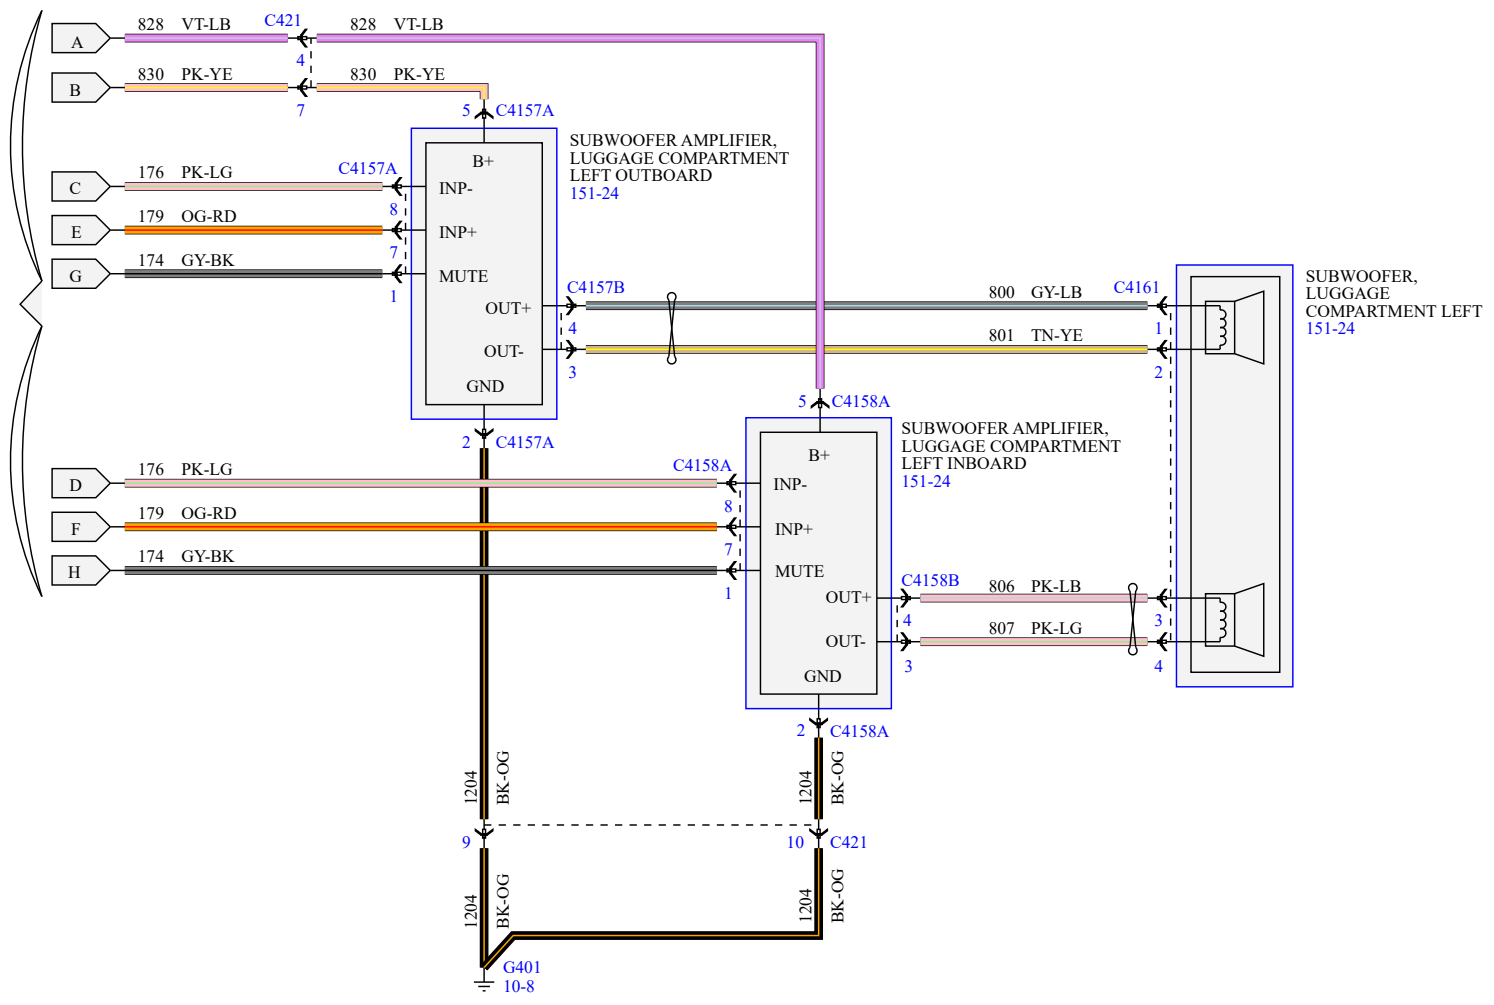 A
828 VT-LB
C421
828 VT-LB
4
B
830 PK-YE
830 PK-YE
7
5
C4157A
SUBWOOFER AMPLIFIER,
LUGGAGE COMPARTMENT
LEFT OUTBOARD
151-24
B+
C
176 PK-LG
C4157A
INP-
8
E
179 OG-RD
INP+
7
G
174 GY-BK
MUTE
1
OUT+
C4157B
4
800 GY-LB
C4161
1
SUBWOOFER,
LUGGAGE
COMPARTMENT LEFT
151-24
OUT-
3
801 TN-YE
2
GND
2
C4157A
5
C4158A
SUBWOOFER AMPLIFIER,
LUGGAGE COMPARTMENT
LEFT INBOARD
151-24
B+
D
176 PK-LG
C4158A
INP-
8
F
179 OG-RD
INP+
7
H
174 GY-BK
MUTE
1
OUT+
C4158B
4
806 PK-LB
3
OUT-
3
807 PK-LG
4
GND
2
C4158A
1204
BK-OG
1204
BK-OG
9
10
C421
1204
BK-OG
1204
BK-OG
G401
10-8